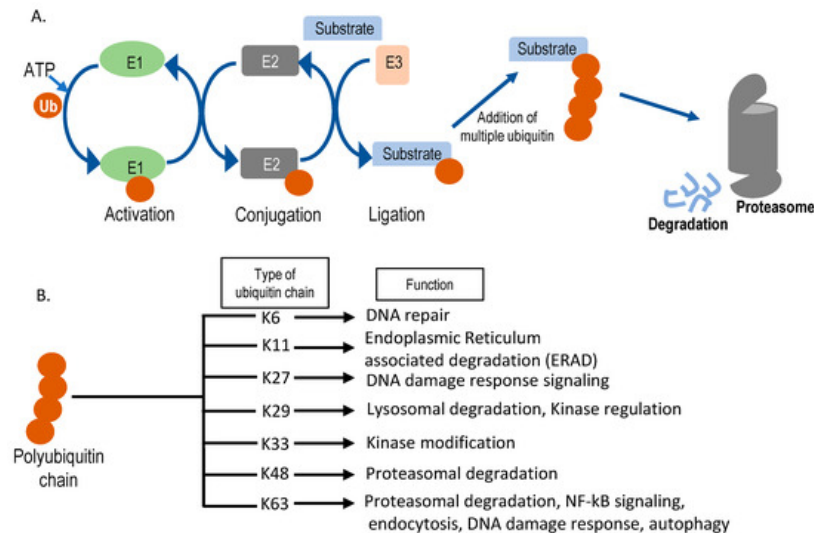 A.
Substrate
ATP
E1
E2
E3
Ub
E1
E2
Substrate
Activation
Conjugation
Ligation
Addition of
multiple ubiquitin
Substrate
Degradation
Proteasome
B.
Type of
ubiquitin chain
Function
K6
DNA repair
K11
Endoplasmic Reticulum
associated degradation (ERAD)
K27
DNA damage response signaling
K29
Lysosomal degradation, Kinase regulation
K33
Kinase modification
K48
Proteasomal degradation
K63
Proteasomal degradation, NF-kB signaling,
endocytosis, DNA damage response, autophagy
Polyubiquitin
chain